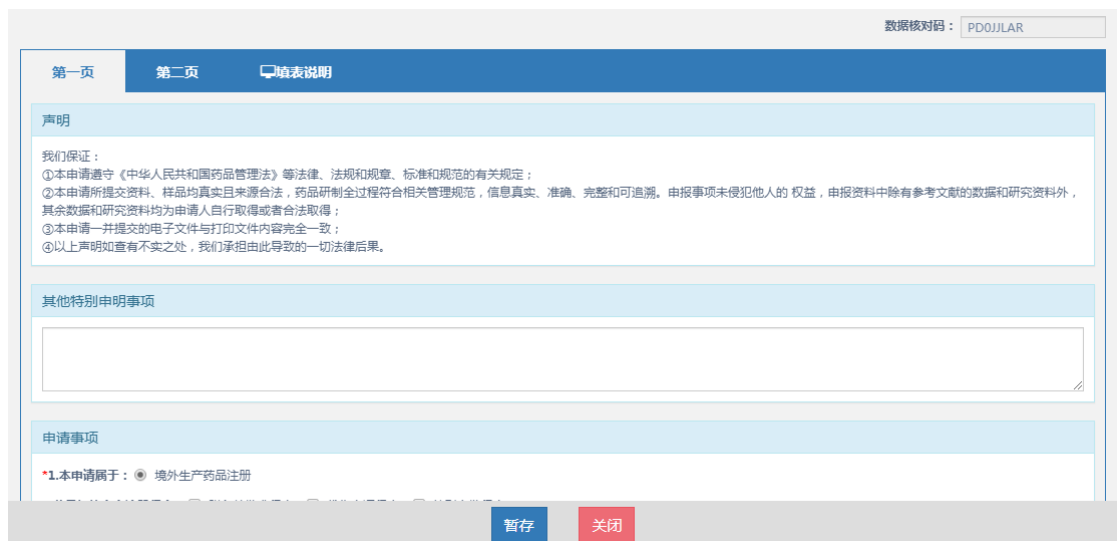 数据核对码： PD0JJLAR
第一页 第二页 填表说明
声明
我们保证：
①本申请遵守《中华人民共和国药品管理法》等法律、法规和规章、标准和规范的有关规定；
②本申请所提交资料、样品均真实且来源合法，药品研制全过程符合相关管理规范，信息真实、准确、完整和可追溯。申报事项未侵犯他人的 权益，申报资料中除有参考文献的数据和研究资料外，
其余数据和研究资料均为申请人自行取得或者合法取得；
③本申请一并提交的电子文件与打印文件内容完全一致；
④以上声明如查有不实之处，我们承担由此导致的一切法律后果。
其他特别申明事项
申请事项
*1.本申请属于： 境外生产药品注册
暂存 关闭